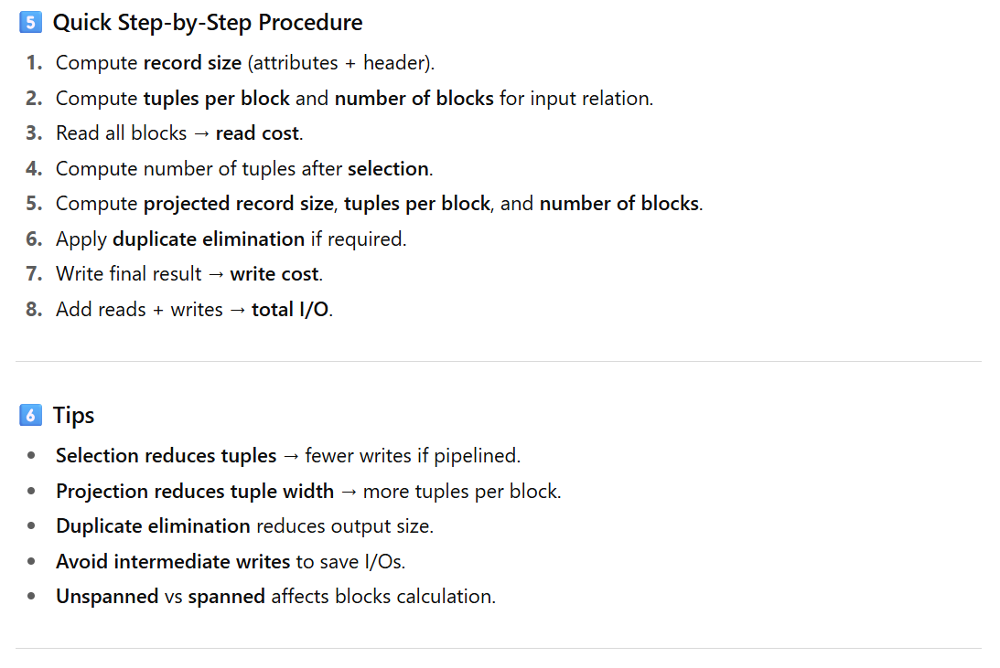 5 Quick Step-by-Step Procedure
1. Compute record size (attributes + header).
2. Compute tuples per block and number of blocks for input relation.
3. Read all blocks → read cost.
4. Compute number of tuples after selection.
5. Compute projected record size, tuples per block, and number of blocks.
6. Apply duplicate elimination if required.
7. Write final result → write cost.
8. Add reads + writes → total I/O.
6 Tips
• Selection reduces tuples → fewer writes if pipelined.
• Projection reduces tuple width → more tuples per block.
• Duplicate elimination reduces output size.
• Avoid intermediate writes to save I/Os.
• Unspanned vs spanned affects blocks calculation.